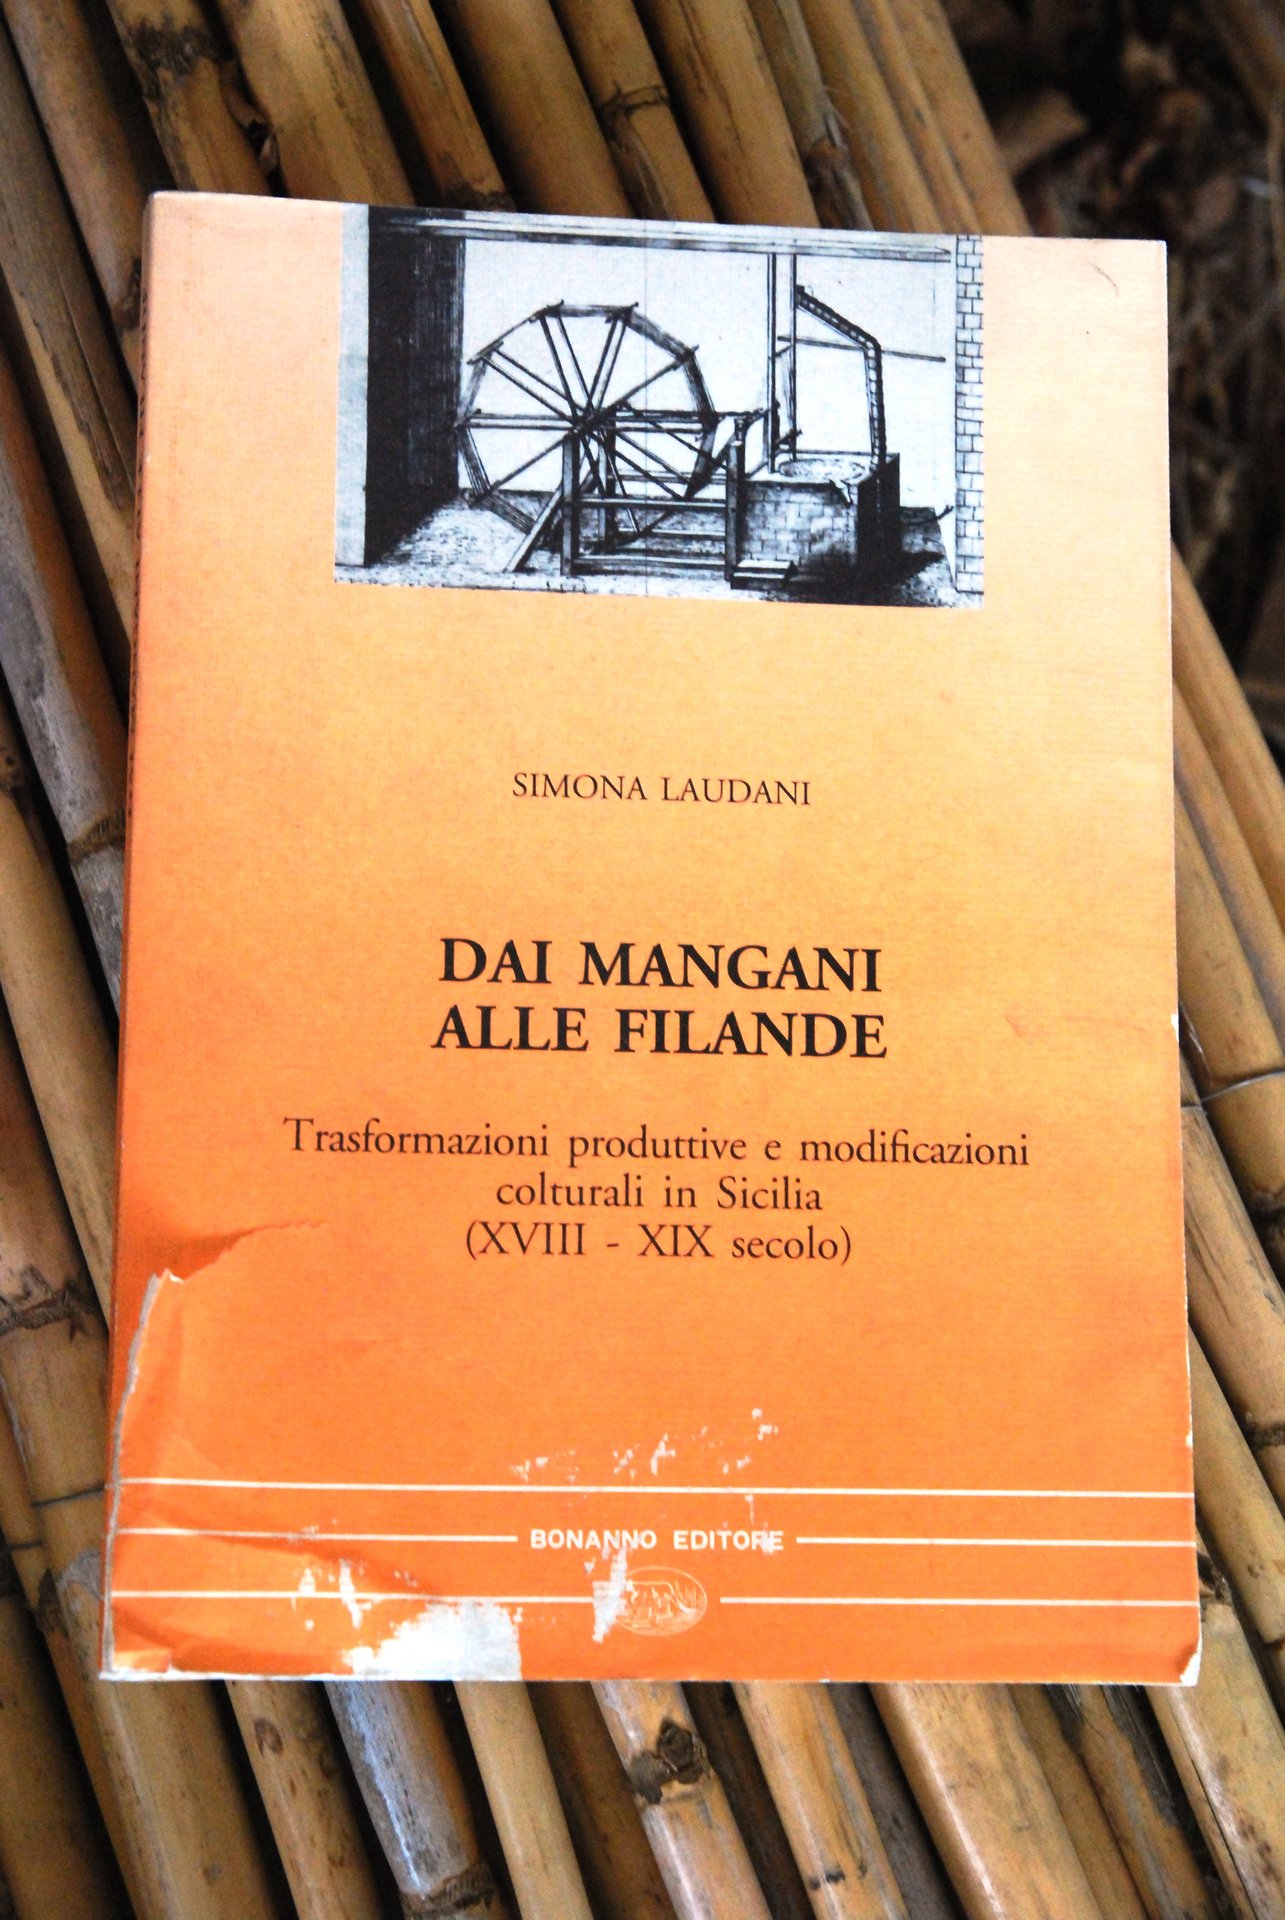 SIMONA LAUDANI
DAI MANGANI
ALLE FILANDE
Trasformazioni produttive e modificazioni
colturali in Sicilia
(XVIII - XIX secolo)
BONANNO EDITORE